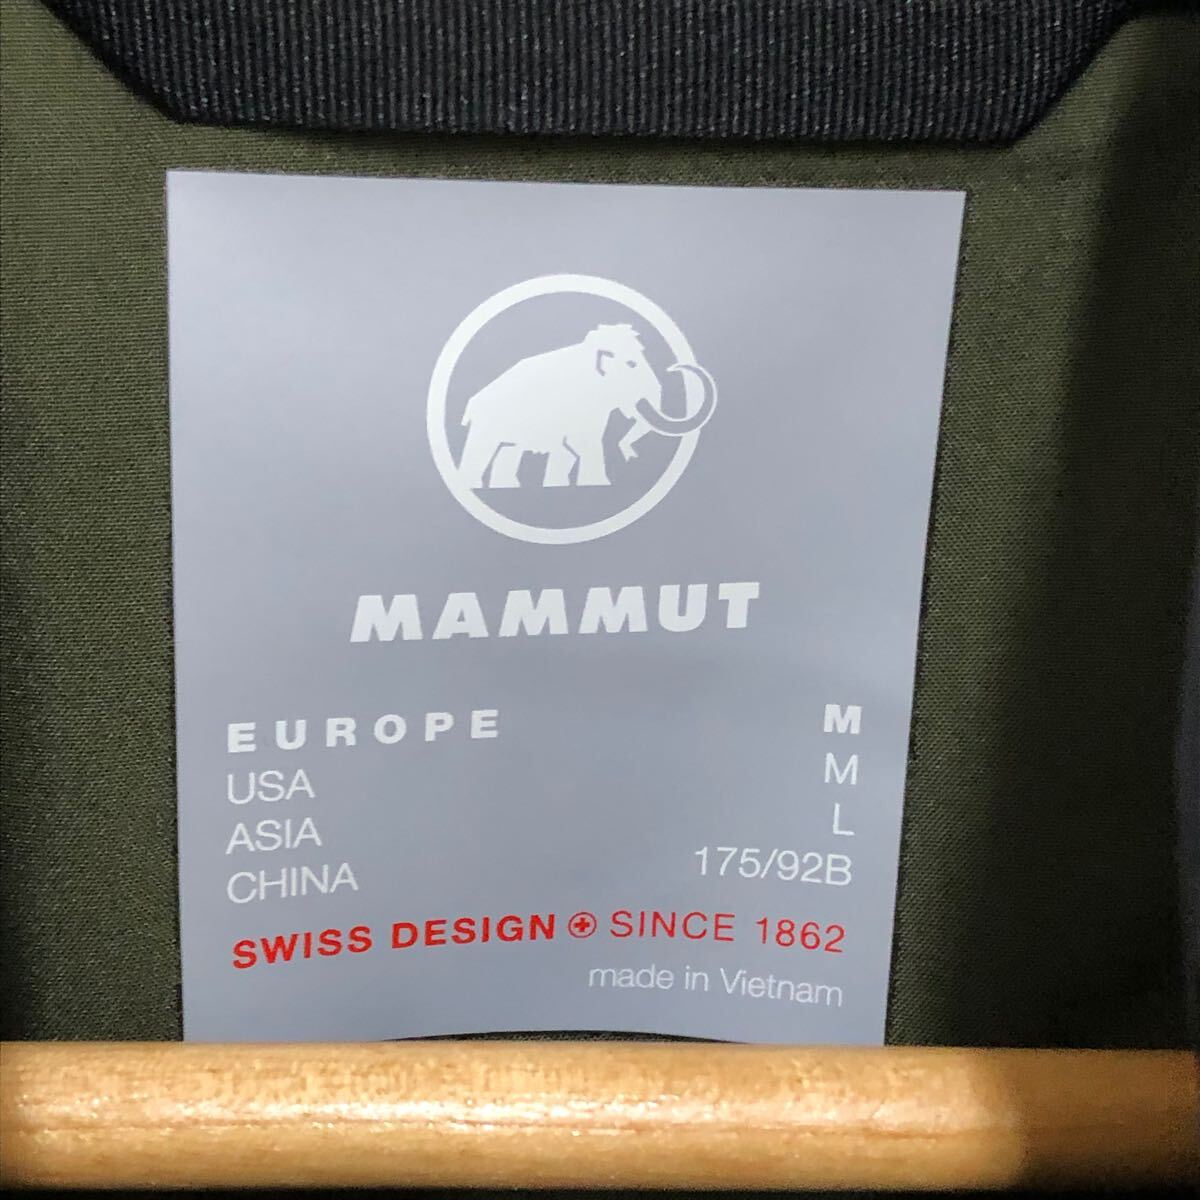 MAMMUT
EUROPE M
USA M
ASIA L
CHINA 175/92B
SWISS DESIGN SINCE 1862
made in Vietnam